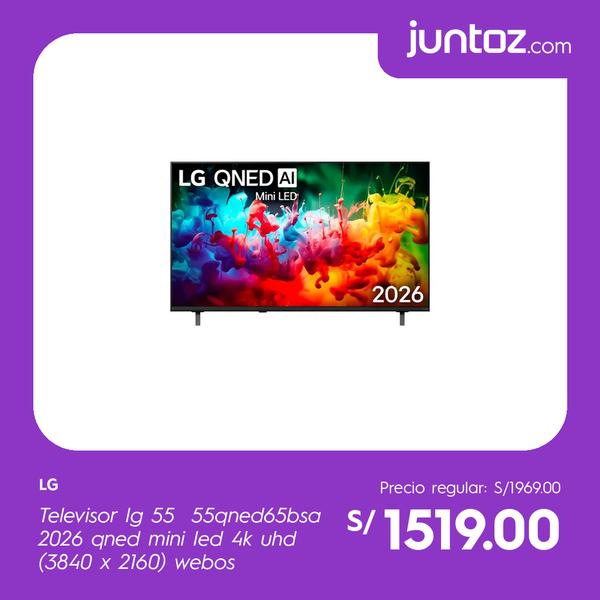 juntoz.com
LG QNED AI
Mini LED
2026
LG
Precio regular: S/1969.00
Televisor lg 55 55qned65bsa
2026 qned mini led 4k uhd
(3840 x 2160) webos
S/ 1519.00